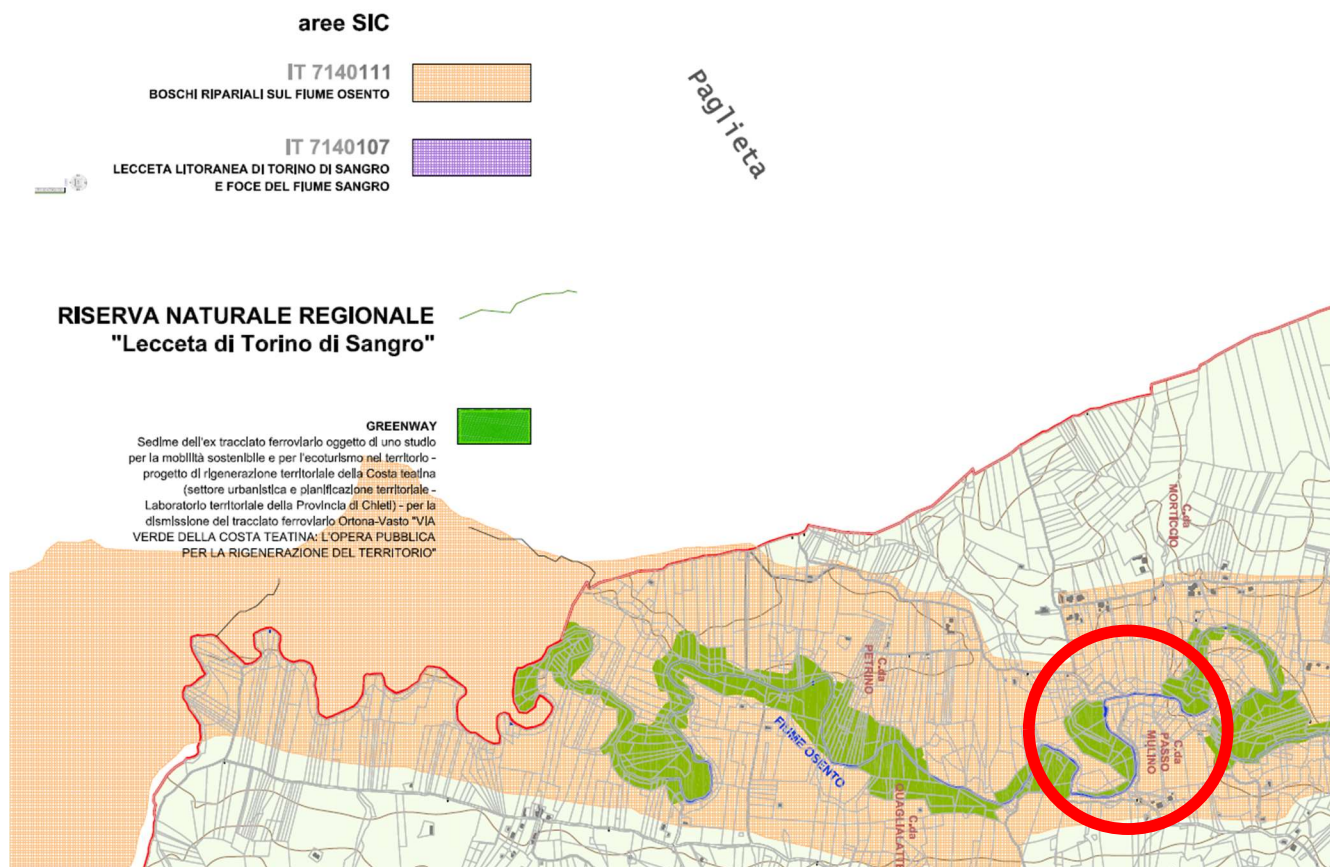 aree SIC
IT 7140111
BOSCHI RIPARIALI SUL FIUME OSENTO
IT 7140107
LECCETA LITORANEA DI TORINO DI SANGRO
E FOCE DEL FIUME SANGRO
Paglieta
RISERVA NATURALE REGIONALE
"Lecceta di Torino di Sangro"
GREENWAY
Sedime dell'ex tracciato ferroviario oggetto di uno studio
per la mobilità sostenibile e per l'ecoturismo nel territorio -
progetto di rigenerazione territoriale della Costa teatina
(settore urbanistica e pianificazione territoriale -
Laboratorio territoriale della Provincia di Chieti) - per la
dismissione del tracciato ferroviario Ortona-Vasto "VIA
VERDE DELLA COSTA TEATINA: L'OPERA PUBBLICA
PER LA RIGENERAZIONE DEL TERRITORIO"
C.da
MORTICCIO
C.da
PETRINO
FIUME OSENTO
C.da
PASSO
MULINO
C.da
QUAGLIALATTI